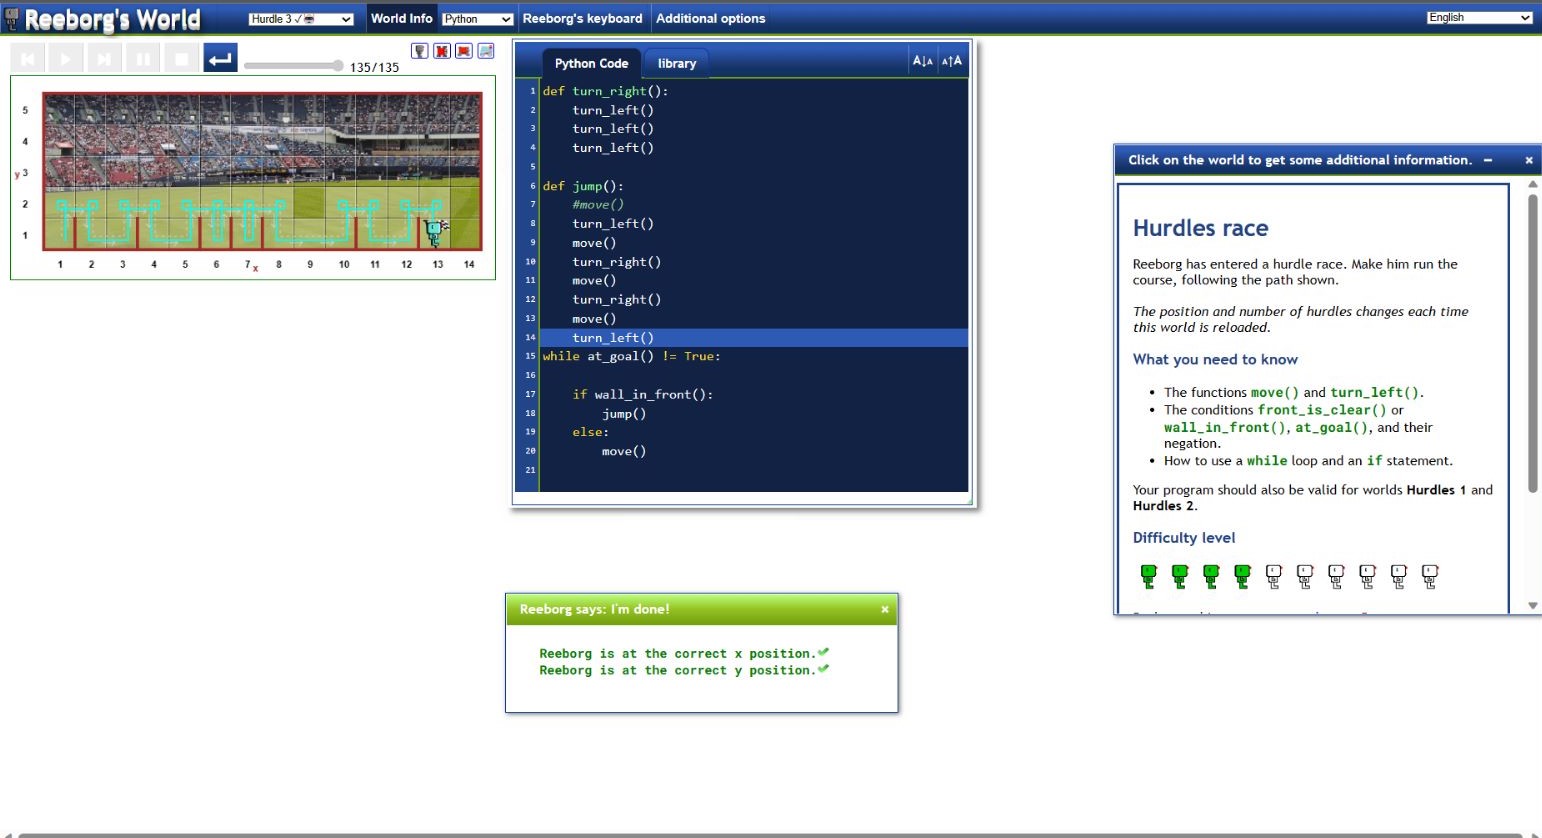 Reeborg's World
Hurdle 3 ✓
World Info
Python
Reeborg's keyboard
Additional options
English
135/135
5
4
y 3
2
1
1 2 3 4 5 6 7 x 8 9 10 11 12 13 14
Python Code
library
A↓A A↑A
1 def turn_right():
2     turn_left()
3     turn_left()
4     turn_left()
5
6 def jump():
7     #move()
8     turn_left()
9     move()
10     turn_right()
11     move()
12     turn_right()
13     move()
14     turn_left()
15 while at_goal() != True:
16
17     if wall_in_front():
18         jump()
19     else:
20         move()
21
Reeborg says: I'm done!
×
Reeborg is at the correct x position.
Reeborg is at the correct y position.
Click on the world to get some additional information. − ×
Hurdles race
Reeborg has entered a hurdle race. Make him run the
course, following the path shown.
The position and number of hurdles changes each time
this world is reloaded.
What you need to know
• The functions move() and turn_left().
• The conditions front_is_clear() or
wall_in_front(), at_goal(), and their
negation.
• How to use a while loop and an if statement.
Your program should also be valid for worlds Hurdles 1 and
Hurdles 2.
Difficulty level